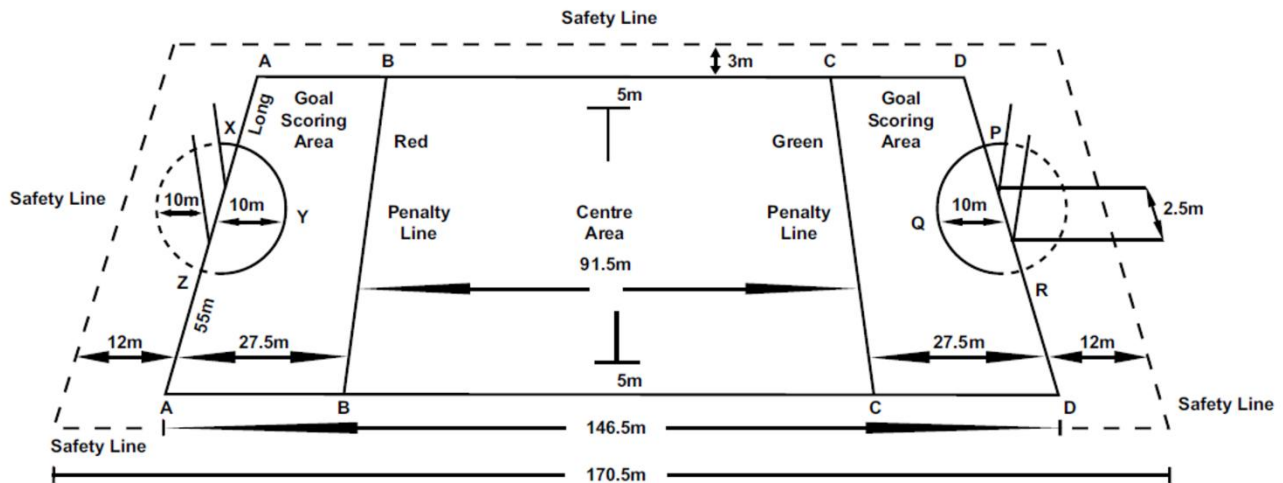 Safety Line
A
B
C
D
3m
5m
Long
Goal
Scoring
Area
Goal
Scoring
Area
X
P
Red
Green
Safety Line
10m
10m
Y
Penalty
Line
Centre
Area
Penalty
Line
10m
Q
2.5m
91.5m
Z
R
55m
12m
27.5m
27.5m
12m
5m
A
B
C
D
Safety Line
146.5m
Safety Line
170.5m